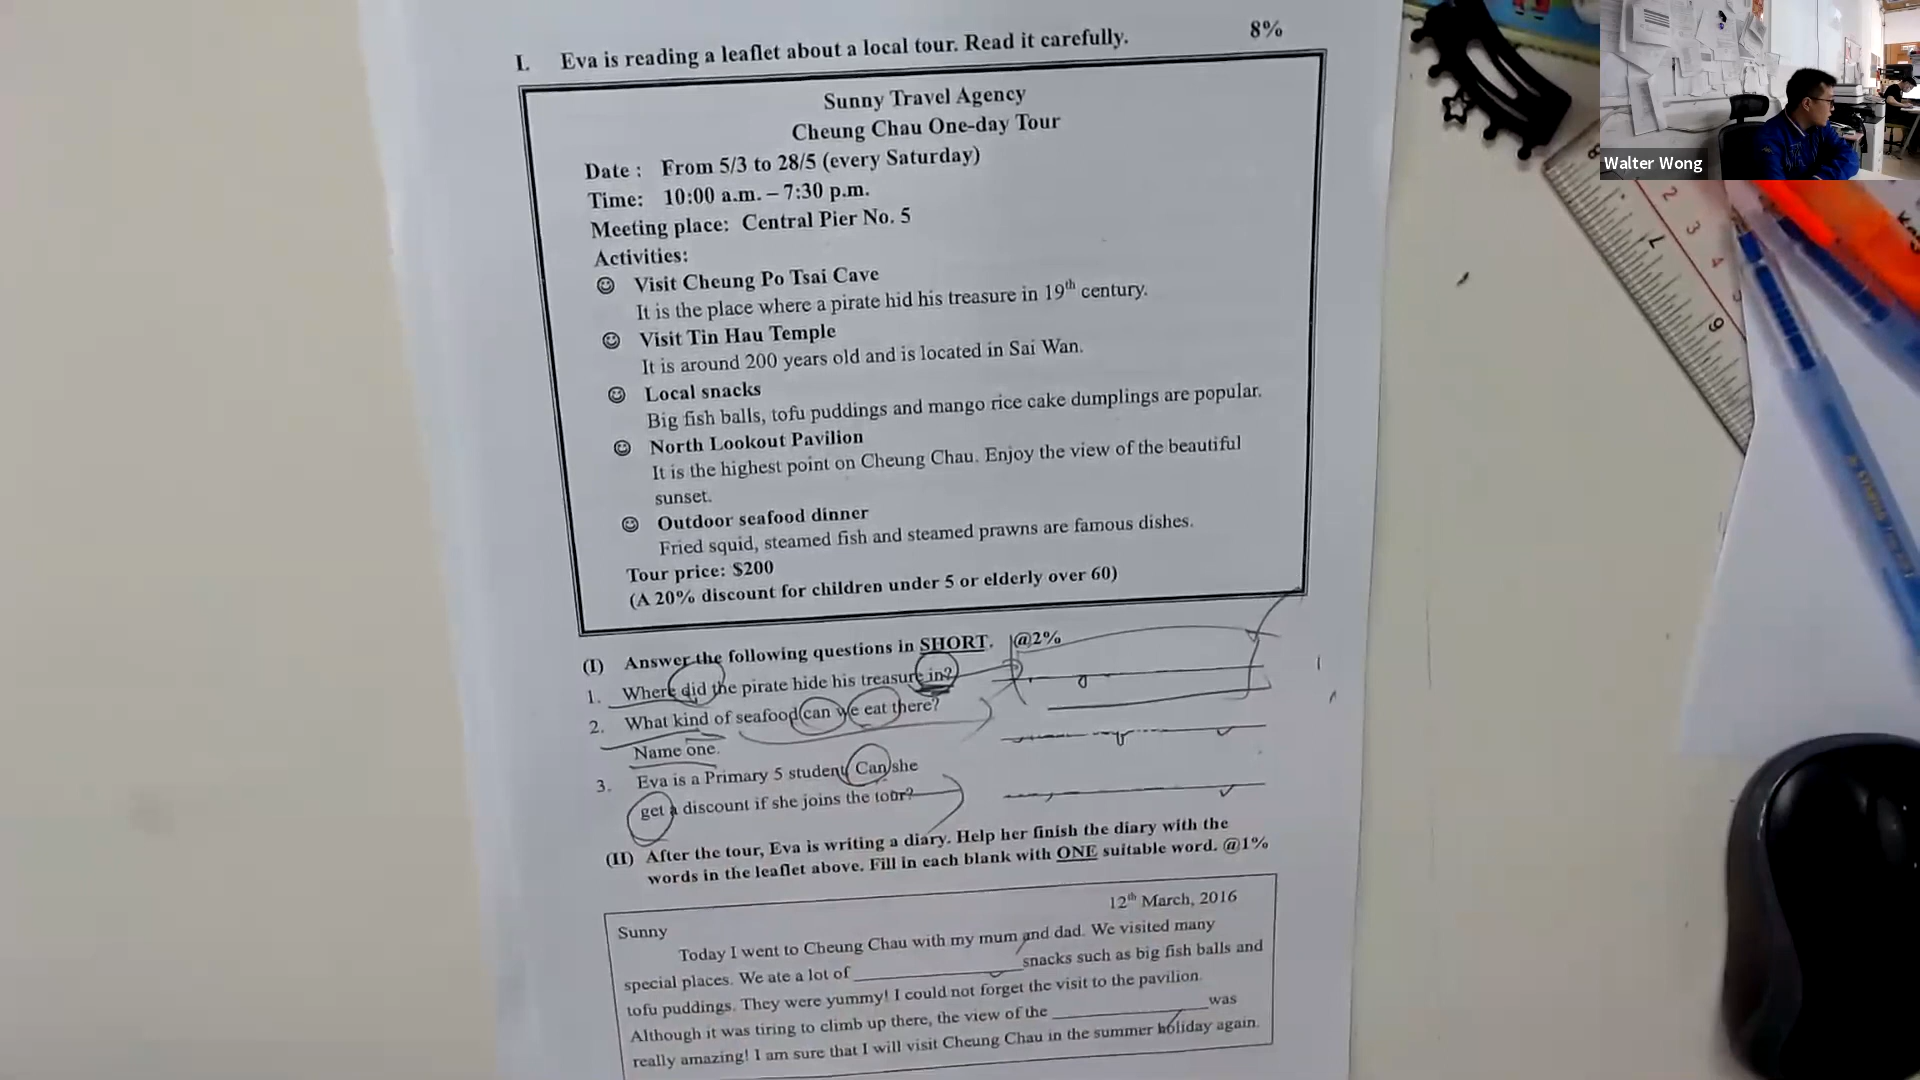 I. Eva is reading a leaflet about a local tour. Read it carefully. 8%
Sunny Travel Agency
Cheung Chau One-day Tour
Date : From 5/3 to 28/5 (every Saturday)
Time: 10:00 a.m. – 7:30 p.m.
Meeting place: Central Pier No. 5
Activities:
☺ Visit Cheung Po Tsai Cave
It is the place where a pirate hid his treasure in 19th century.
☺ Visit Tin Hau Temple
It is around 200 years old and is located in Sai Wan.
☺ Local snacks
Big fish balls, tofu puddings and mango rice cake dumplings are popular.
☺ North Lookout Pavilion
It is the highest point on Cheung Chau. Enjoy the view of the beautiful
sunset.
☺ Outdoor seafood dinner
Fried squid, steamed fish and steamed prawns are famous dishes.
Tour price: $200
(A 20% discount for children under 5 or elderly over 60)
(I) Answer the following questions in SHORT. @2%
1. Where did the pirate hide his treasure in?
2. What kind of seafood can we eat there?
Name one.
3. Eva is a Primary 5 student. Can she
get a discount if she joins the tour?
(II) After the tour, Eva is writing a diary. Help her finish the diary with the
words in the leaflet above. Fill in each blank with ONE suitable word. @1%
12th March, 2016
Sunny
Today I went to Cheung Chau with my mum and dad. We visited many
special places. We ate a lot of ____ snacks such as big fish balls and
tofu puddings. They were yummy! I could not forget the visit to the pavilion.
Although it was tiring to climb up there, the view of the ____ was
really amazing! I am sure that I will visit Cheung Chau in the summer holiday again.
Walter Wong